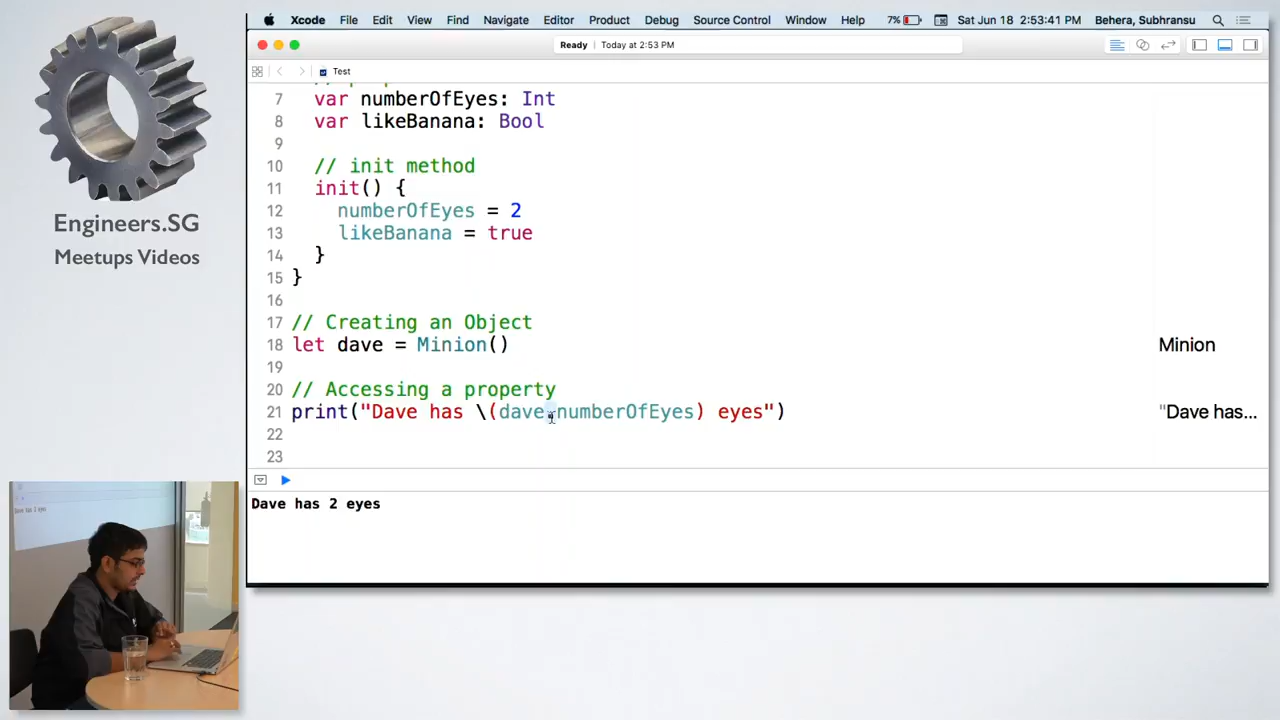 Xcode File Edit View Find Navigate Editor Product Debug Source Control Window Help 7% Sat Jun 18 2:53:41 PM Behera, Subhransu
Ready | Today at 2:53 PM
Test
7 var numberOfEyes: Int
8 var likeBanana: Bool
9
10 // init method
11 init() {
12 numberOfEyes = 2
13 likeBanana = true
14 }
15 }
16
17 // Creating an Object
18 let dave = Minion() Minion
19
20 // Accessing a property
21 print("Dave has \(dave.numberOfEyes) eyes") "Dave has...
22
23
Dave has 2 eyes
Engineers.SG
Meetups Videos
Dave has 2 eyes